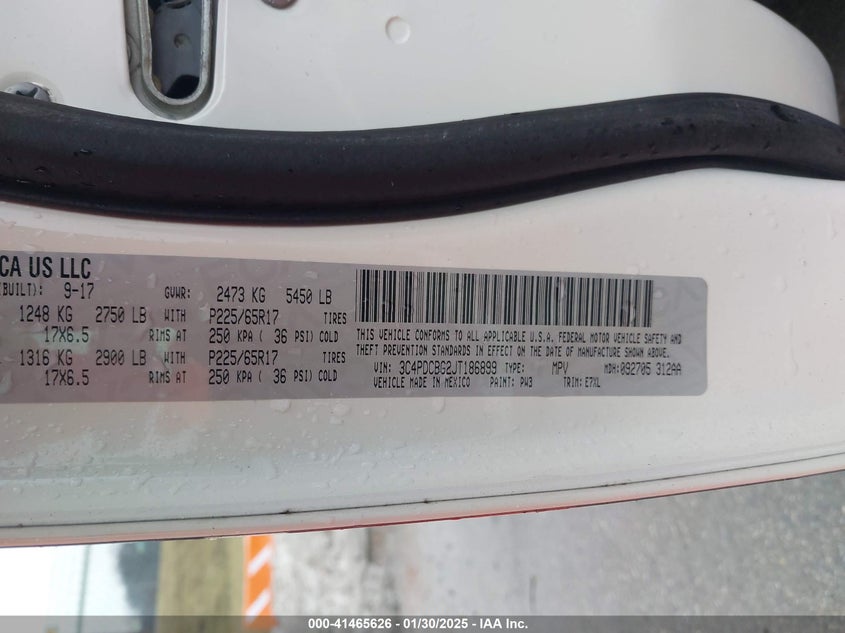 CA US LLC
BUILT): 9-17 GVWR: 2473 KG 5450 LB
1248 KG 2750 LB WITH P225/65R17 TIRES
17X6.5 RIMS AT 250 KPA ( 36 PSI) COLD
1316 KG 2900 LB WITH P225/65R17 TIRES
17X6.5 RIMS AT 250 KPA ( 36 PSI) COLD
THIS VEHICLE CONFORMS TO ALL APPLICABLE U.S.A. FEDERAL MOTOR VEHICLE SAFETY AND
THEFT PREVENTION STANDARDS IN EFFECT ON THE DATE OF MANUFACTURE SHOWN ABOVE.
VIN: 3C4PDCBG2JT186899 TYPE: MPV MDH:092705 312AA
VEHICLE MADE IN MEXICO PAINT: PW3 TRIM: E7XL
000-41465626 / 01/30/2025 - IAA Inc.